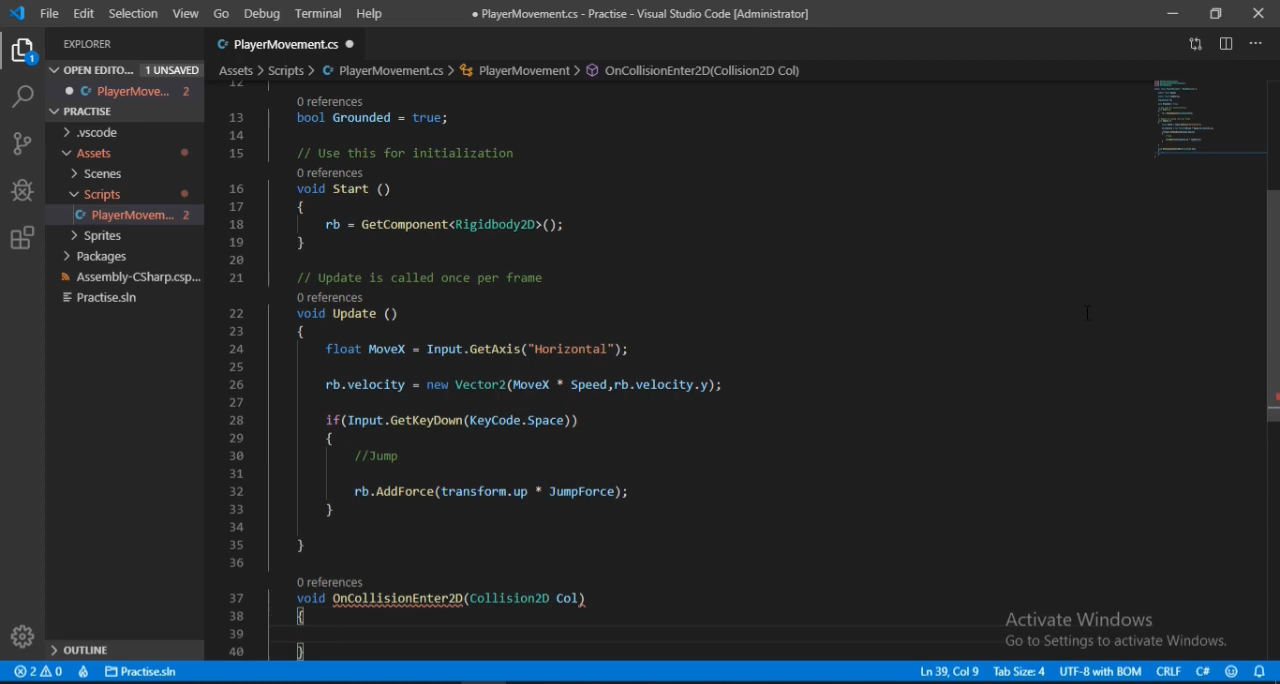 File Edit Selection View Go Debug Terminal Help
● PlayerMovement.cs - Practise - Visual Studio Code [Administrator]
EXPLORER
OPEN EDITO... 1 UNSAVED
PlayerMove... 2
PRACTISE
.vscode
Assets
Scenes
Scripts
PlayerMovem... 2
Sprites
Packages
Assembly-CSharp.csp...
Practise.sln
OUTLINE
1
PlayerMovement.cs
Assets > Scripts > PlayerMovement.cs > PlayerMovement > OnCollisionEnter2D(Collision2D Col)
12
0 references
13 bool Grounded = true;
14
15 // Use this for initialization
0 references
16 void Start ()
17 {
18 rb = GetComponent<Rigidbody2D>();
19 }
20
21 // Update is called once per frame
0 references
22 void Update ()
23 {
24 float MoveX = Input.GetAxis("Horizontal");
25
26 rb.velocity = new Vector2(MoveX * Speed,rb.velocity.y);
27
28 if(Input.GetKeyDown(KeyCode.Space))
29 {
30 //Jump
31
32 rb.AddForce(transform.up * JumpForce);
33 }
34
35 }
36
0 references
37 void OnCollisionEnter2D(Collision2D Col)
38 {
39
40 }
Activate Windows
Go to Settings to activate Windows.
2 0 Practise.sln
Ln 39, Col 9 Tab Size: 4 UTF-8 with BOM CRLF C#